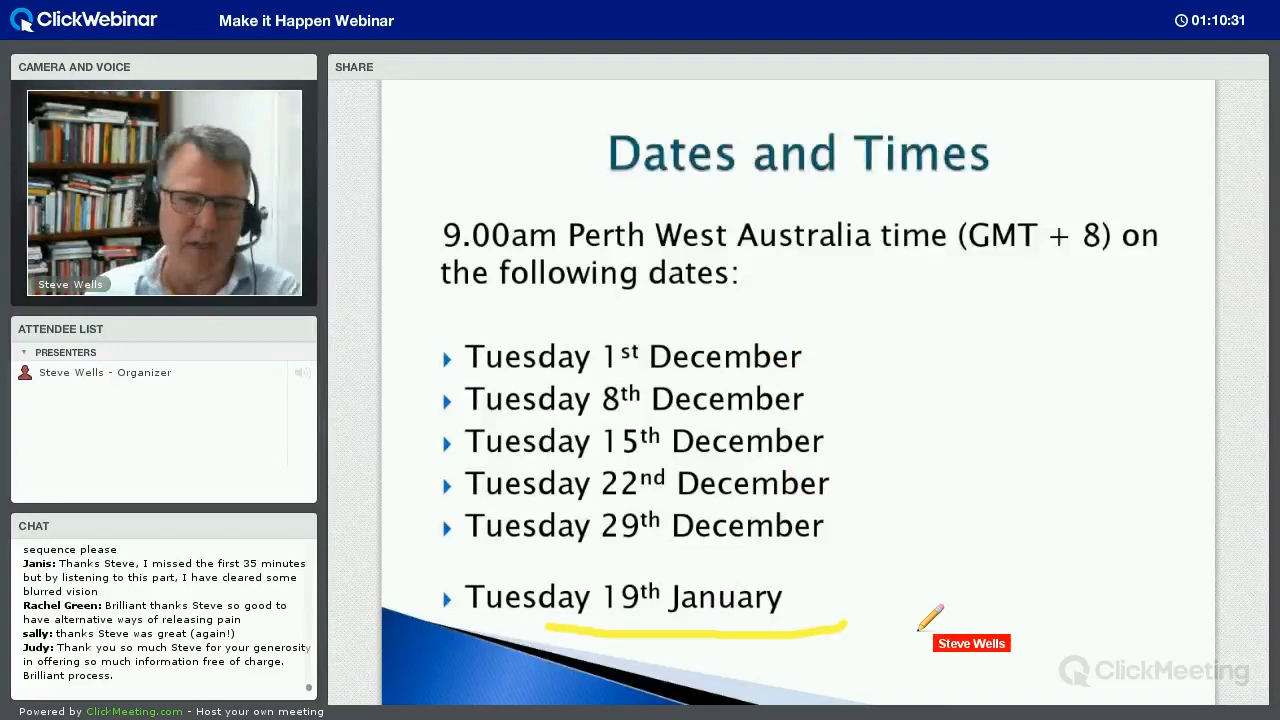 ClickWebinar
Make it Happen Webinar
01:10:31
CAMERA AND VOICE
SHARE
Steve Wells
ATTENDEE LIST
PRESENTERS
Steve Wells - Organizer
CHAT
sequence please
Janis: Thanks Steve, I missed the first 35 minutes
but by listening to this part, I have cleared some
blurred vision
Rachel Green: Brilliant thanks Steve so good to
have alternative ways of releasing pain
sally: thanks Steve was great (again!)
Judy: Thank you so much Steve for your generosity
in offering so much information free of charge.
Brilliant process.
Dates and Times
9.00am Perth West Australia time (GMT + 8) on
the following dates:
Tuesday 1st December
Tuesday 8th December
Tuesday 15th December
Tuesday 22nd December
Tuesday 29th December
Tuesday 19th January
Steve Wells
ClickMeeting
Powered by ClickMeeting.com - Host your own meeting